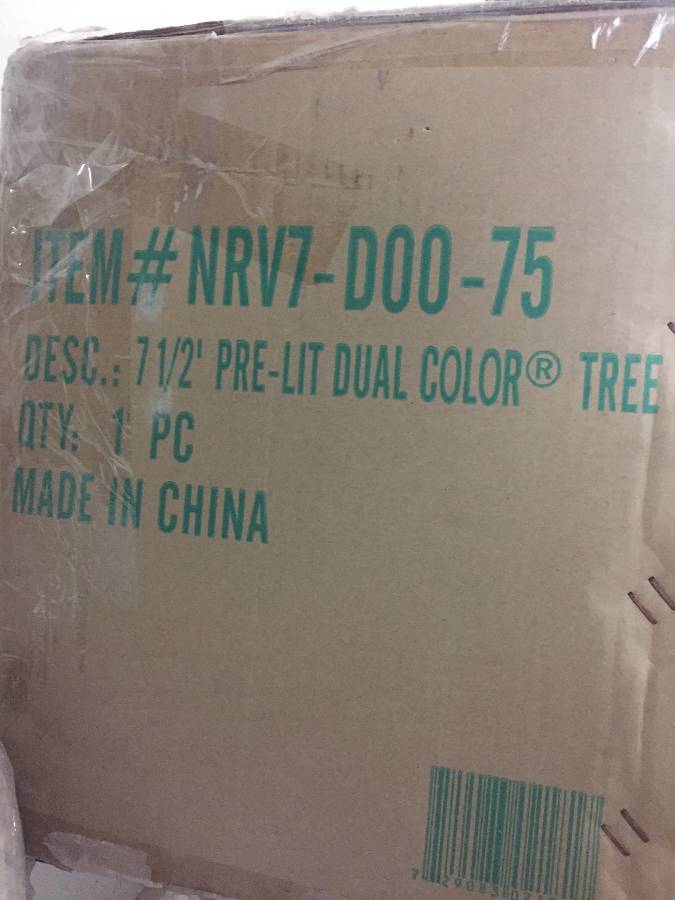 ITEM# NRV7-D00-75
DESC.: 7 1/2' PRE-LIT DUAL COLOR® TREE
QTY: 1 PC
MADE IN CHINA